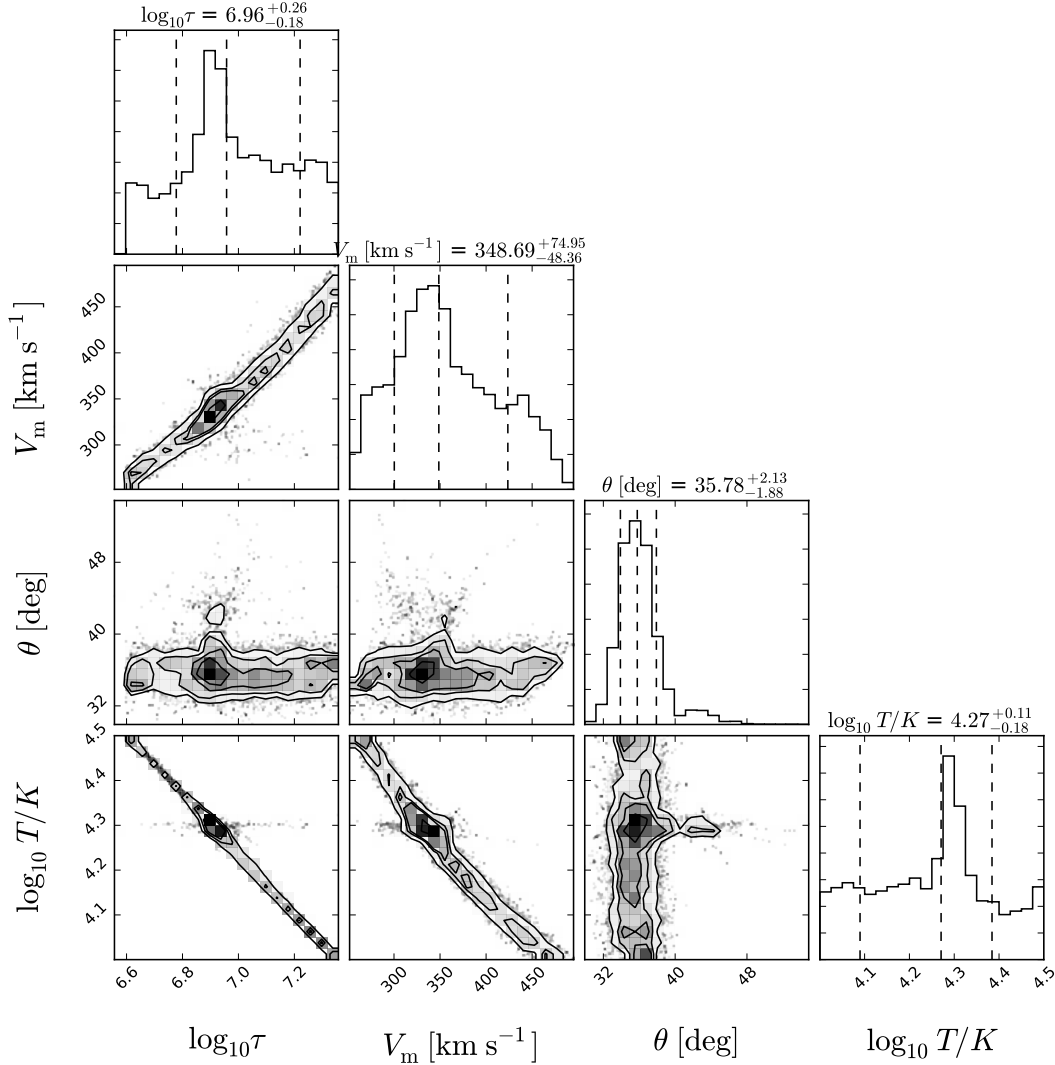 log₁₀τ = 6.96 +0.26 −0.18
V_m [km s⁻¹] = 348.69 +74.95 −48.36
V_m [km s⁻¹]
450
400
350
300
θ [deg] = 35.78 +2.13 −1.88
θ [deg]
48
40
32
log₁₀ T/K = 4.27 +0.11 −0.18
log₁₀ T/K
4.5
4.4
4.3
4.2
4.1
6.6 7.0 7.2
300 350 400 450
32 40 48
4.1 4.2 4.3 4.4 4.5
log₁₀τ
V_m [km s⁻¹]
θ [deg]
log₁₀ T/K